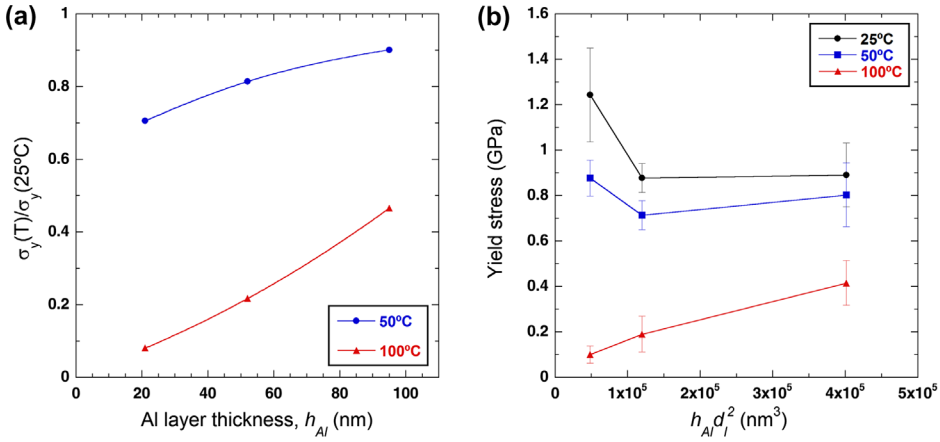 (a)
1
0.8
0.6
0.4
0.2
0
σy(T)/σy(25ºC)
50ºC
100ºC
0 20 40 60 80 100
Al layer thickness, hAl (nm)
(b)
1.6
1.4
1.2
1
0.8
0.6
0.4
0.2
0
Yield stress (GPa)
25ºC
50ºC
100ºC
0 1x10⁵ 2x10⁵ 3x10⁵ 4x10⁵ 5x10⁵
hAl dl² (nm³)